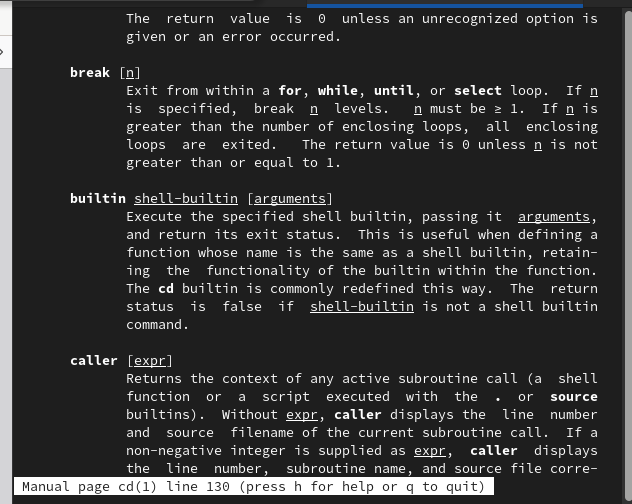 The return value is 0 unless an unrecognized option is
given or an error occurred.
break [n]
Exit from within a for, while, until, or select loop. If n
is specified, break n levels. n must be ≥ 1. If n is
greater than the number of enclosing loops, all enclosing
loops are exited. The return value is 0 unless n is not
greater than or equal to 1.
builtin shell-builtin [arguments]
Execute the specified shell builtin, passing it arguments,
and return its exit status. This is useful when defining a
function whose name is the same as a shell builtin, retain-
ing the functionality of the builtin within the function.
The cd builtin is commonly redefined this way. The return
status is false if shell-builtin is not a shell builtin
command.
caller [expr]
Returns the context of any active subroutine call (a shell
function or a script executed with the . or source
builtins). Without expr, caller displays the line number
and source filename of the current subroutine call. If a
non-negative integer is supplied as expr, caller displays
the line number, subroutine name, and source file corre-
Manual page cd(1) line 130 (press h for help or q to quit)